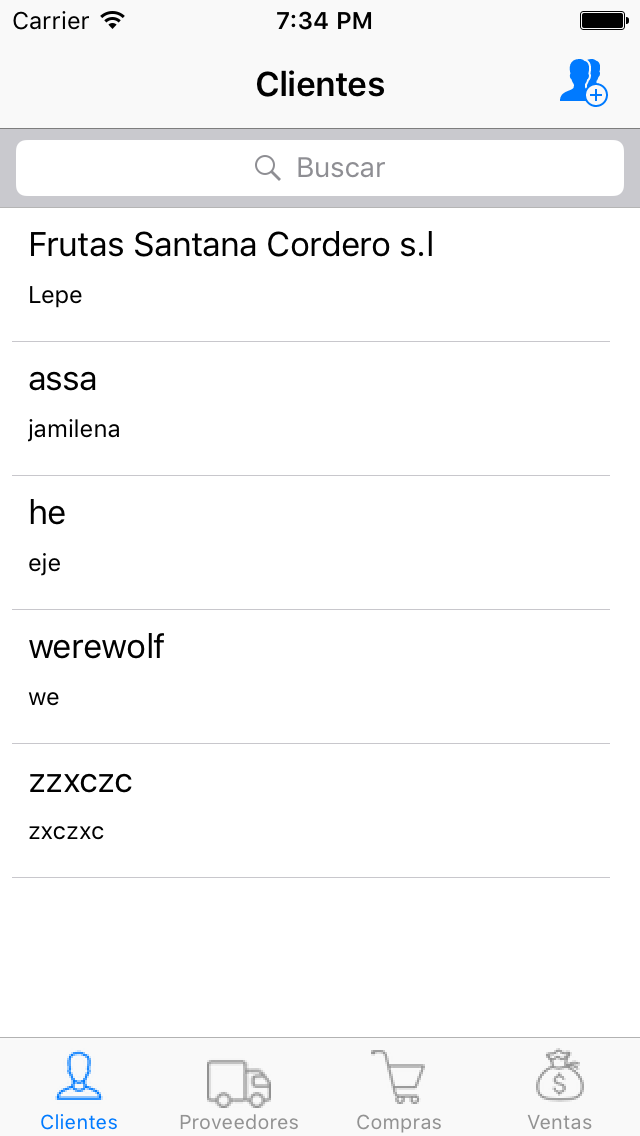 Carrier 7:34 PM
Clientes
Buscar
Frutas Santana Cordero s.l
Lepe
assa
jamilena
he
eje
werewolf
we
zzxczc
zxczxc
Clientes Proveedores Compras Ventas